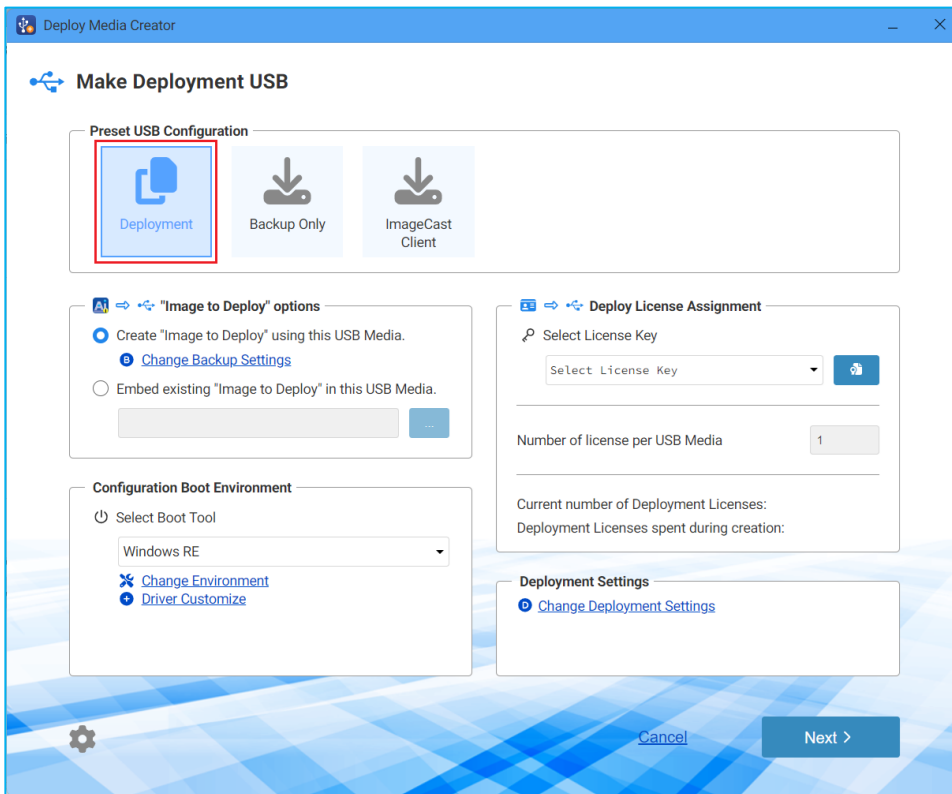 Deploy Media Creator
Make Deployment USB
Preset USB Configuration
Deployment
Backup Only
ImageCast
Client
"Image to Deploy" options
Create "Image to Deploy" using this USB Media.
B Change Backup Settings
Embed existing "Image to Deploy" in this USB Media.
...
Configuration Boot Environment
Select Boot Tool
Windows RE
Change Environment
Driver Customize
Deploy License Assignment
Select License Key
Select License Key
Number of license per USB Media 1
Current number of Deployment Licenses:
Deployment Licenses spent during creation:
Deployment Settings
D Change Deployment Settings
Cancel
Next >